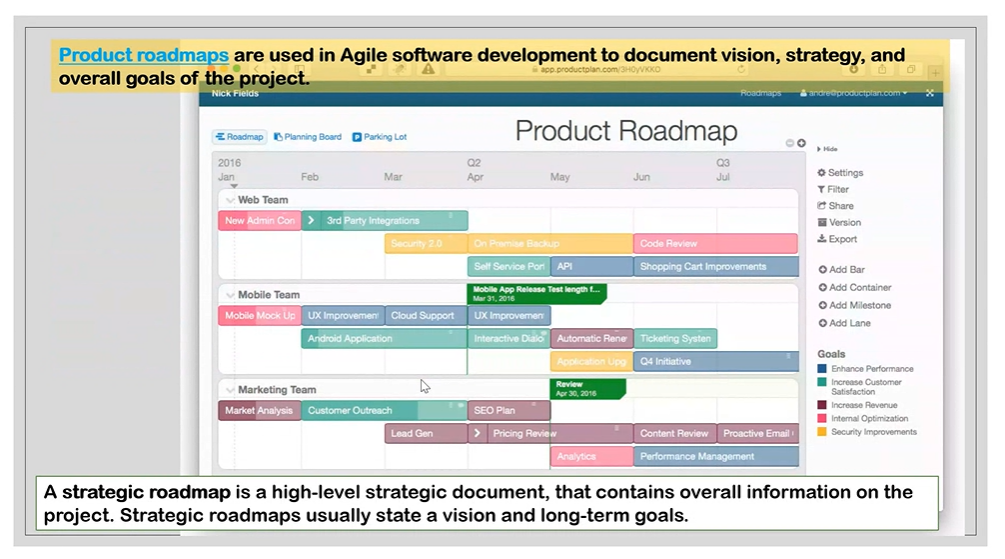 Product roadmaps are used in Agile software development to document vision, strategy, and
overall goals of the project.
app.productplan.com/3H0yVKKD
Nick Fields
Roadmaps
andre@productplan.com
Roadmap
Planning Board
Parking Lot
Product Roadmap
Hide
2016
Q2
Q3
Jan
Feb
Mar
Apr
May
Jun
Jul
Settings
Filter
Share
Version
Export
Add Bar
Add Container
Add Milestone
Add Lane
Web Team
New Admin Con
3rd Party Integrations
Security 2.0
On Premise Backup
Code Review
Self Service Port
API
Shopping Cart Improvements
Mobile Team
Mobile App Release Test length f...
Mar 31, 2016
Mobile Mock Up
UX Improvemen
Cloud Support
UX Improvemen
Android Application
Interactive Dialo
Automatic Rene
Ticketing System
Application Upg
Q4 Initiative
Marketing Team
Review
Apr 30, 2016
Market Analysis
Customer Outreach
SEO Plan
Lead Gen
Pricing Review
Content Review
Proactive Email
Analytics
Performance Management
Goals
Enhance Performance
Increase Customer
Satisfaction
Increase Revenue
Internal Optimization
Security Improvements
A strategic roadmap is a high-level strategic document, that contains overall information on the
project. Strategic roadmaps usually state a vision and long-term goals.